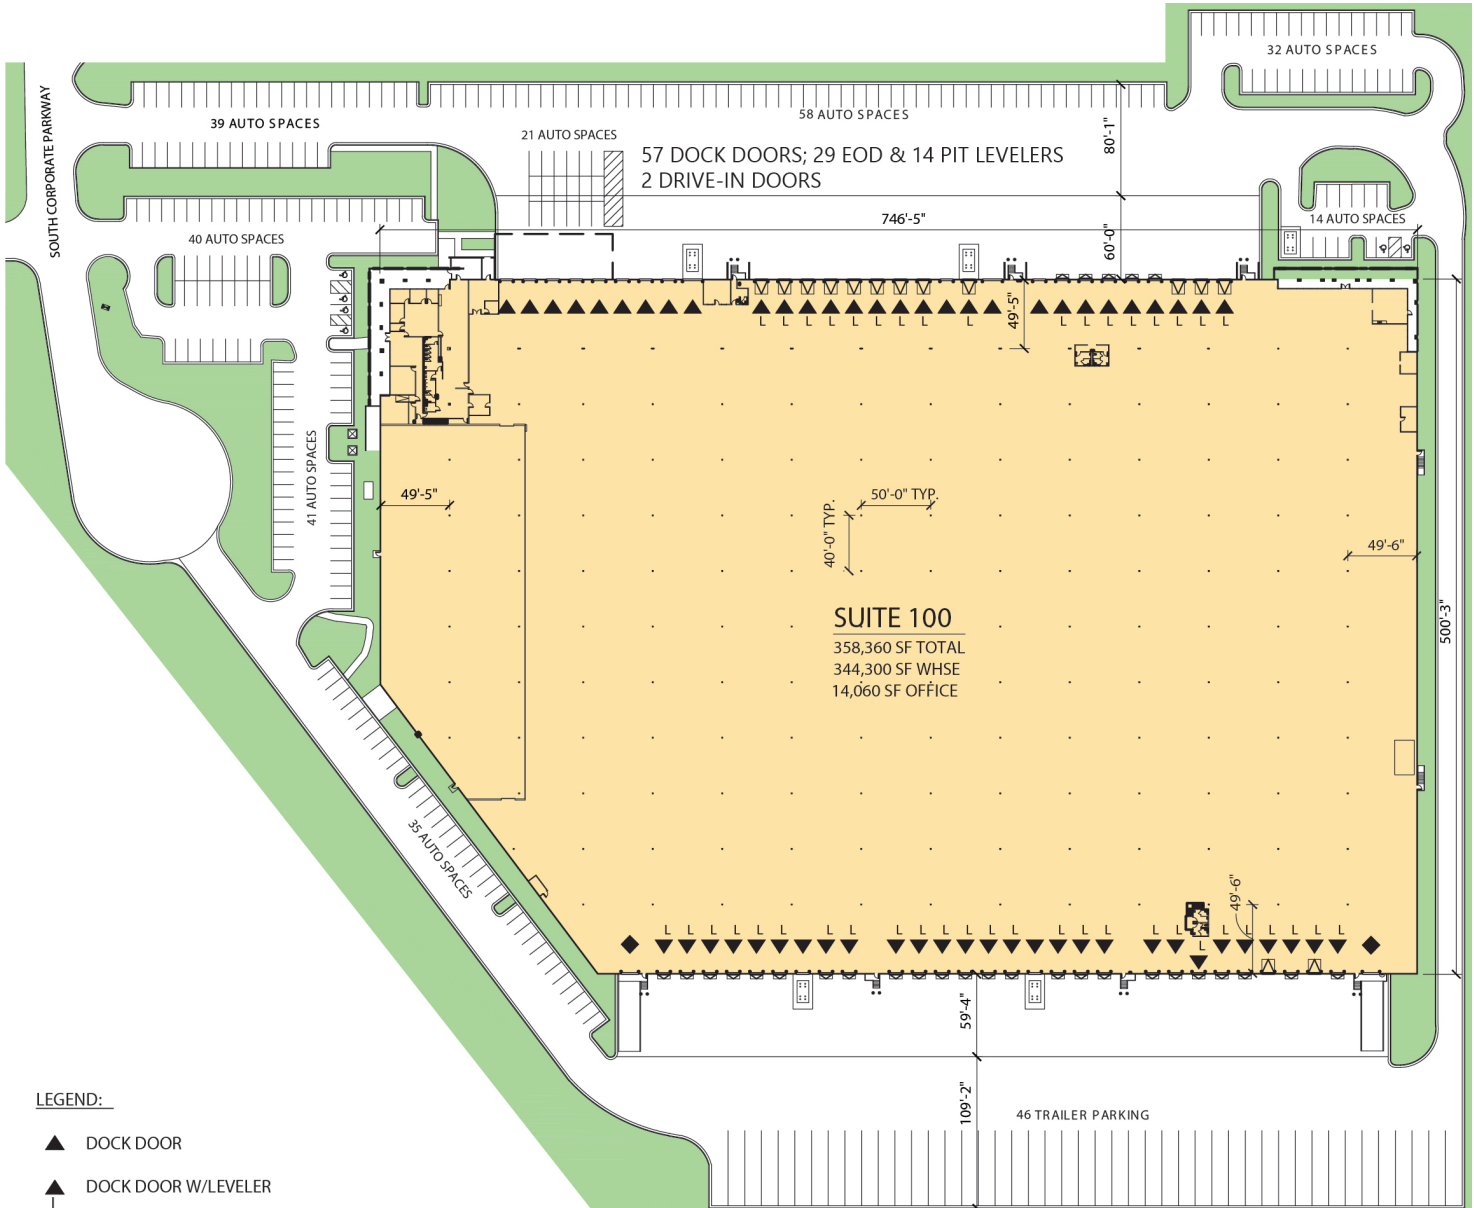 32 AUTO SPACES
SOUTH CORPORATE PARKWAY
39 AUTO SPACES
58 AUTO SPACES
80'-1"
21 AUTO SPACES
57 DOCK DOORS; 29 EOD & 14 PIT LEVELERS
2 DRIVE-IN DOORS
746'-5"
14 AUTO SPACES
40 AUTO SPACES
60'-0"
49'-5"
L L L L L L L L L L L L L L L L
41 AUTO SPACES
49'-5"
50'-0" TYP.
40'-0" TYP.
49'-6"
500'-3"
SUITE 100
358,360 SF TOTAL
344,300 SF WHSE
14,060 SF OFFICE
35 AUTO SPACES
49'-6"
L L L L L L L L L L L L L L L L L L L L L L L L L L L
59'-4"
109'-2"
46 TRAILER PARKING
LEGEND:
DOCK DOOR
DOCK DOOR W/LEVELER
L